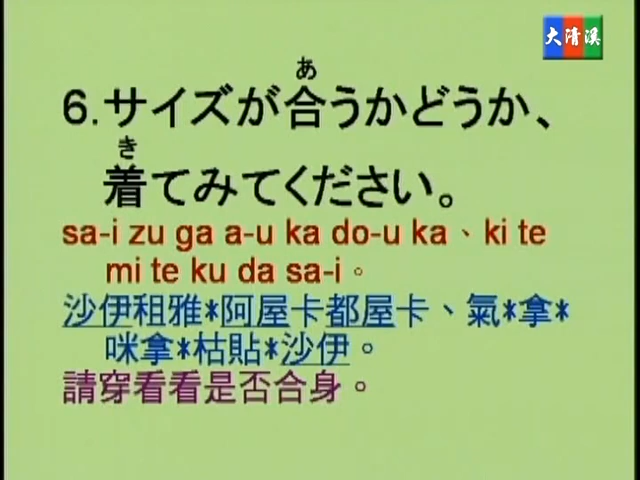 大清溪
あ
6.サイズが合うかどうか、
き
着てみてください。
sa-i zu ga a-u ka do-u ka、ki te
mi te ku da sa-i。
沙伊租雅*阿屋卡都屋卡、氣*拿*
咪拿*枯貼*沙伊。
請穿看看是否合身。